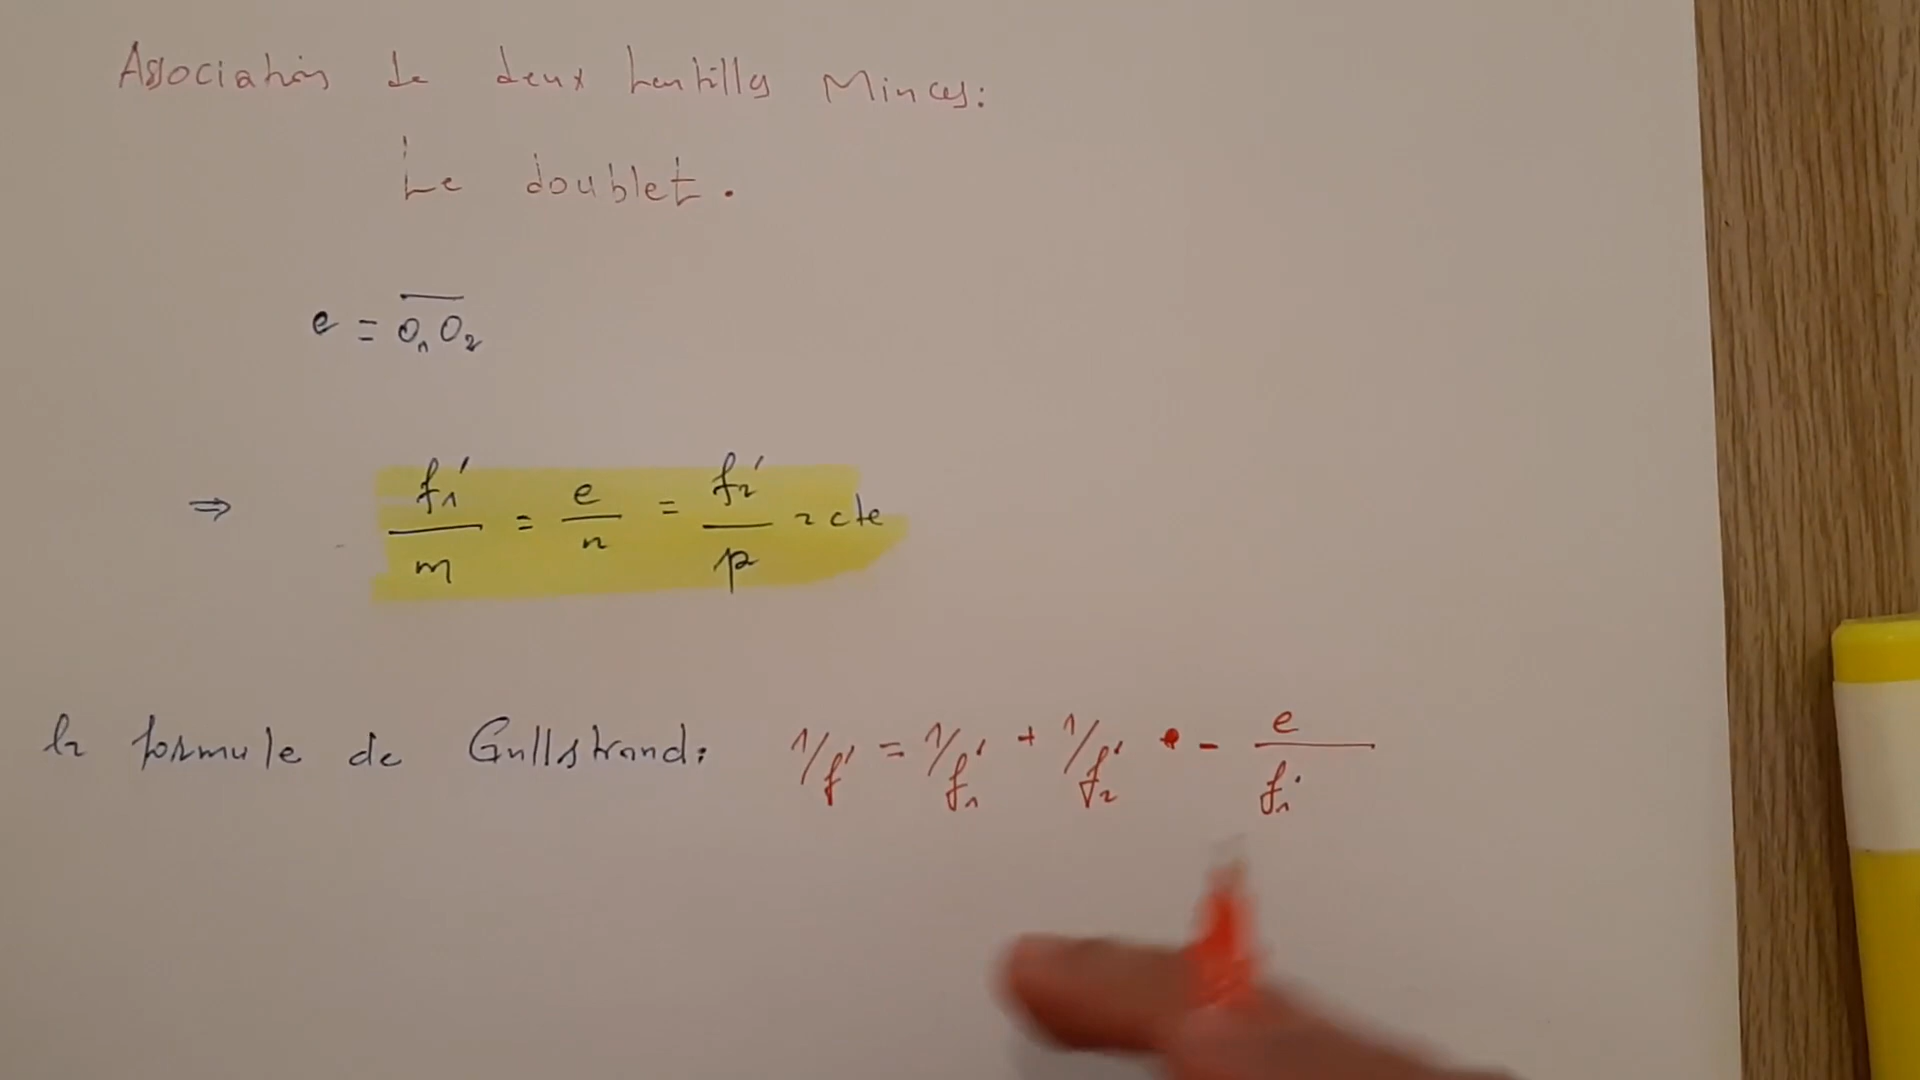 Association de deux lentilles Minces:
Le doublet.
e = O₁O₂
⇒ f₁'/m = e/n = f₂'/p = cte
la formule de Gullstrand: 1/f' = 1/f₁' + 1/f₂' - e/f₁'